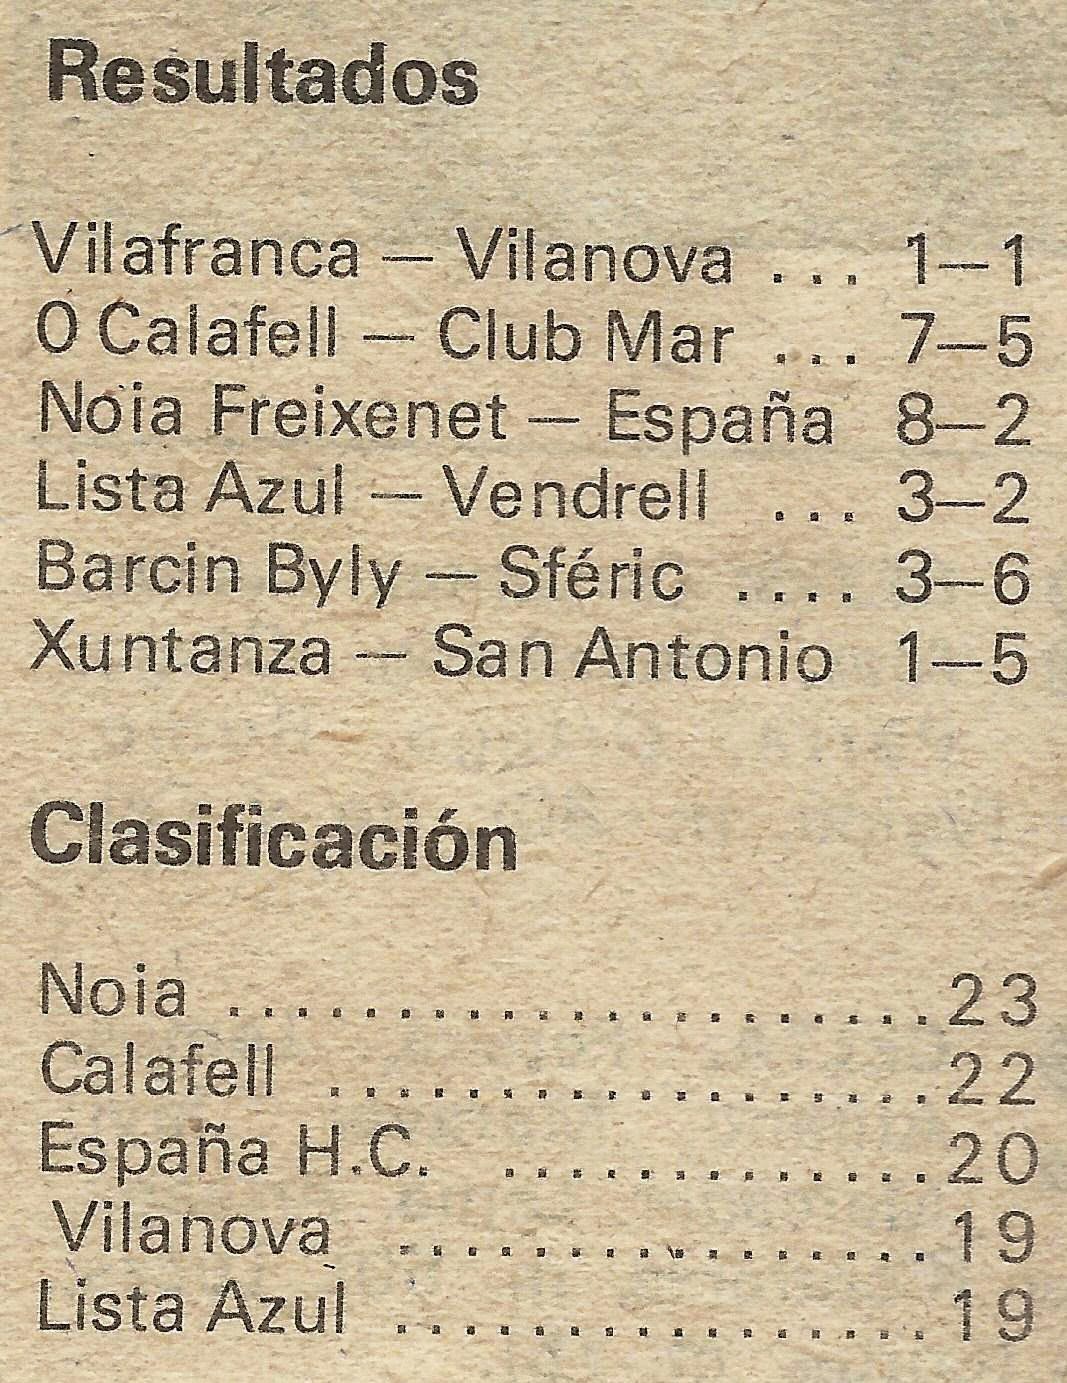 Resultados
Vilafranca — Vilanova ... 1—1
O Calafell — Club Mar ... 7—5
Noia Freixenet — España 8—2
Lista Azul — Vendrell ... 3—2
Barcin Byly — Sféric .... 3—6
Xuntanza — San Antonio 1—5
Clasificación
Noia ..................... 23
Calafell .................. 22
España H.C. ............. 20
Vilanova ................ 19
Lista Azul ................ 19